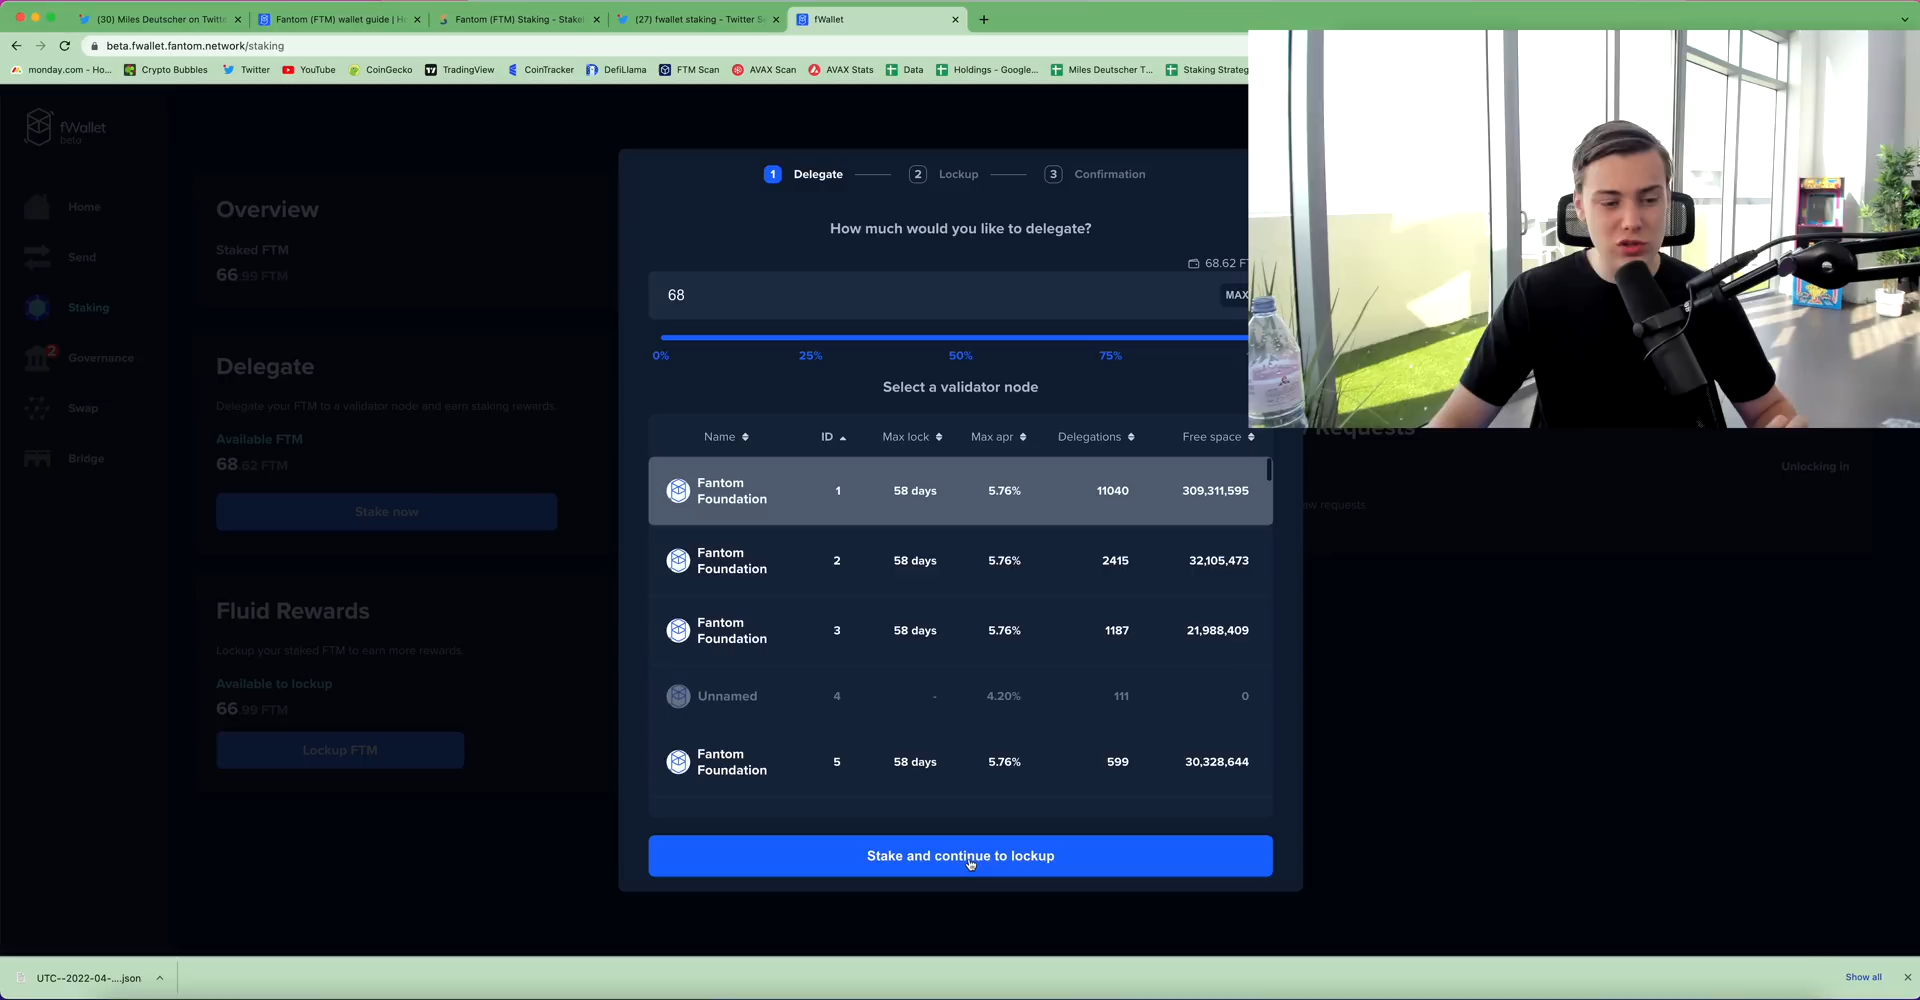 (30) Miles Deutscher on Twitte
Fantom (FTM) wallet guide | H
Fantom (FTM) Staking - Stake
(27) fwallet staking - Twitter S
fWallet
beta.fwallet.fantom.network/staking
monday.com - Ho...
Crypto Bubbles
Twitter
YouTube
CoinGecko
TradingView
CoinTracker
DefiLlama
FTM Scan
AVAX Scan
AVAX Stats
Data
Holdings - Google...
Miles Deutscher T...
Staking Strateg
fWallet
beta
Home
Send
Staking
Governance
2
Swap
Bridge
Overview
Staked FTM
66.99 FTM
Delegate
Delegate your FTM to a validator node and earn staking rewards.
Available FTM
68.62 FTM
Stake now
Fluid Rewards
Lockup your staked FTM to earn more rewards.
Available to lockup
66.99 FTM
Lockup FTM
1 Delegate
2 Lockup
3 Confirmation
How much would you like to delegate?
68.62 FT
68
MAX
0% 25% 50% 75%
Select a validator node
Name ID Max lock Max apr Delegations Free space
Fantom Foundation 1 58 days 5.76% 11040 309,311,595
Fantom Foundation 2 58 days 5.76% 2415 32,105,473
Fantom Foundation 3 58 days 5.76% 1187 21,988,409
Unnamed 4 - 4.20% 111 0
Fantom Foundation 5 58 days 5.76% 599 30,328,644
Stake and continue to lockup
Requests
Unlocking in
aw requests
UTC--2022-04-....json
Show all